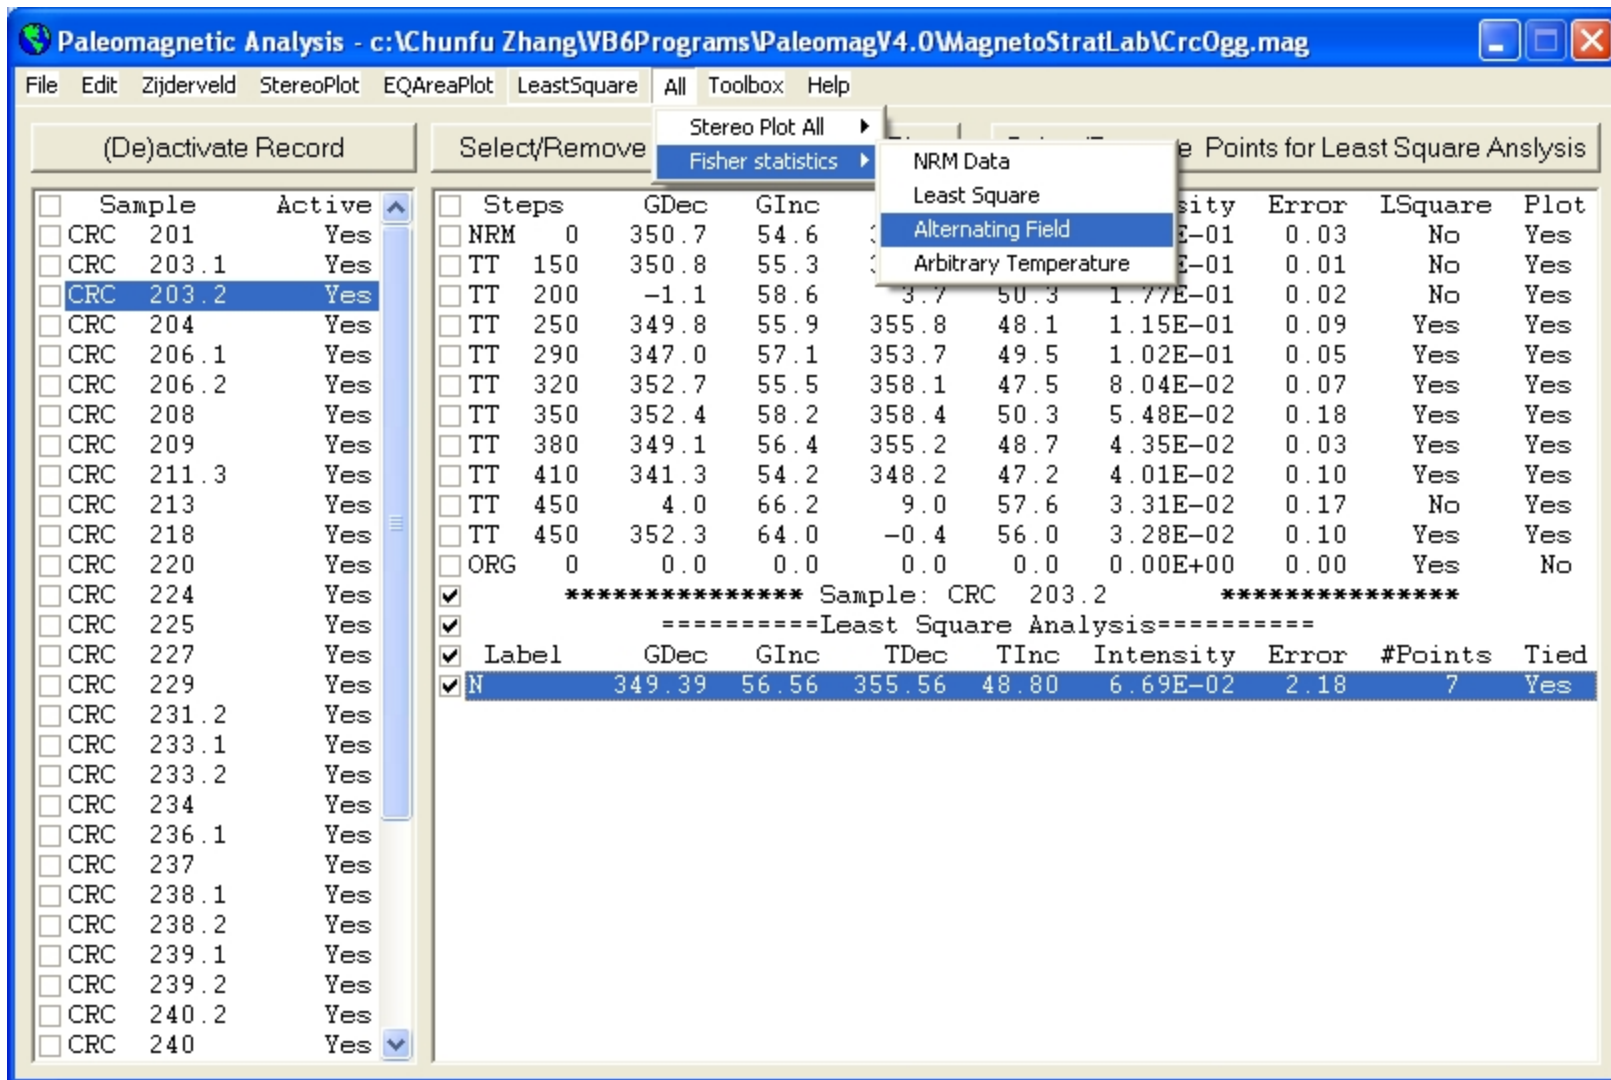 Paleomagnetic Analysis - c:\Chunfu Zhang\VB6Programs\PaleomagV4.0\MagnetoStratLab\CrcOgg.mag
File Edit Zijderveld StereoPlot EQAreaPlot LeastSquare All Toolbox Help
Stereo Plot All
Fisher statistics
NRM Data
Least Square
Alternating Field
Arbitrary Temperature
(De)activate Record
Select/Remove
Points for Least Square Anslysis
Sample Active
CRC 201 Yes
CRC 203.1 Yes
CRC 203.2 Yes
CRC 204 Yes
CRC 206.1 Yes
CRC 206.2 Yes
CRC 208 Yes
CRC 209 Yes
CRC 211.3 Yes
CRC 213 Yes
CRC 218 Yes
CRC 220 Yes
CRC 224 Yes
CRC 225 Yes
CRC 227 Yes
CRC 229 Yes
CRC 231.2 Yes
CRC 233.1 Yes
CRC 233.2 Yes
CRC 234 Yes
CRC 236.1 Yes
CRC 237 Yes
CRC 238.1 Yes
CRC 238.2 Yes
CRC 239.1 Yes
CRC 239.2 Yes
CRC 240.2 Yes
CRC 240 Yes
Steps GDec GInc Error LSquare Plot
NRM 0 350.7 54.6 0.03 No Yes
TT 150 350.8 55.3 0.01 No Yes
TT 200 -1.1 58.6 3.7 50.3 1.77E-01 0.02 No Yes
TT 250 349.8 55.9 355.8 48.1 1.15E-01 0.09 Yes Yes
TT 290 347.0 57.1 353.7 49.5 1.02E-01 0.05 Yes Yes
TT 320 352.7 55.5 358.1 47.5 8.04E-02 0.07 Yes Yes
TT 350 352.4 58.2 358.4 50.3 5.48E-02 0.18 Yes Yes
TT 380 349.1 56.4 355.2 48.7 4.35E-02 0.03 Yes Yes
TT 410 341.3 54.2 348.2 47.2 4.01E-02 0.10 Yes Yes
TT 450 4.0 66.2 9.0 57.6 3.31E-02 0.17 No Yes
TT 450 352.3 64.0 -0.4 56.0 3.28E-02 0.10 Yes Yes
ORG 0 0.0 0.0 0.0 0.0 0.00E+00 0.00 Yes No
*************** Sample: CRC 203.2 ***************
==========Least Square Analysis==========
Label GDec GInc TDec TInc Intensity Error #Points Tied
N 349.39 56.56 355.56 48.80 6.69E-02 2.18 7 Yes